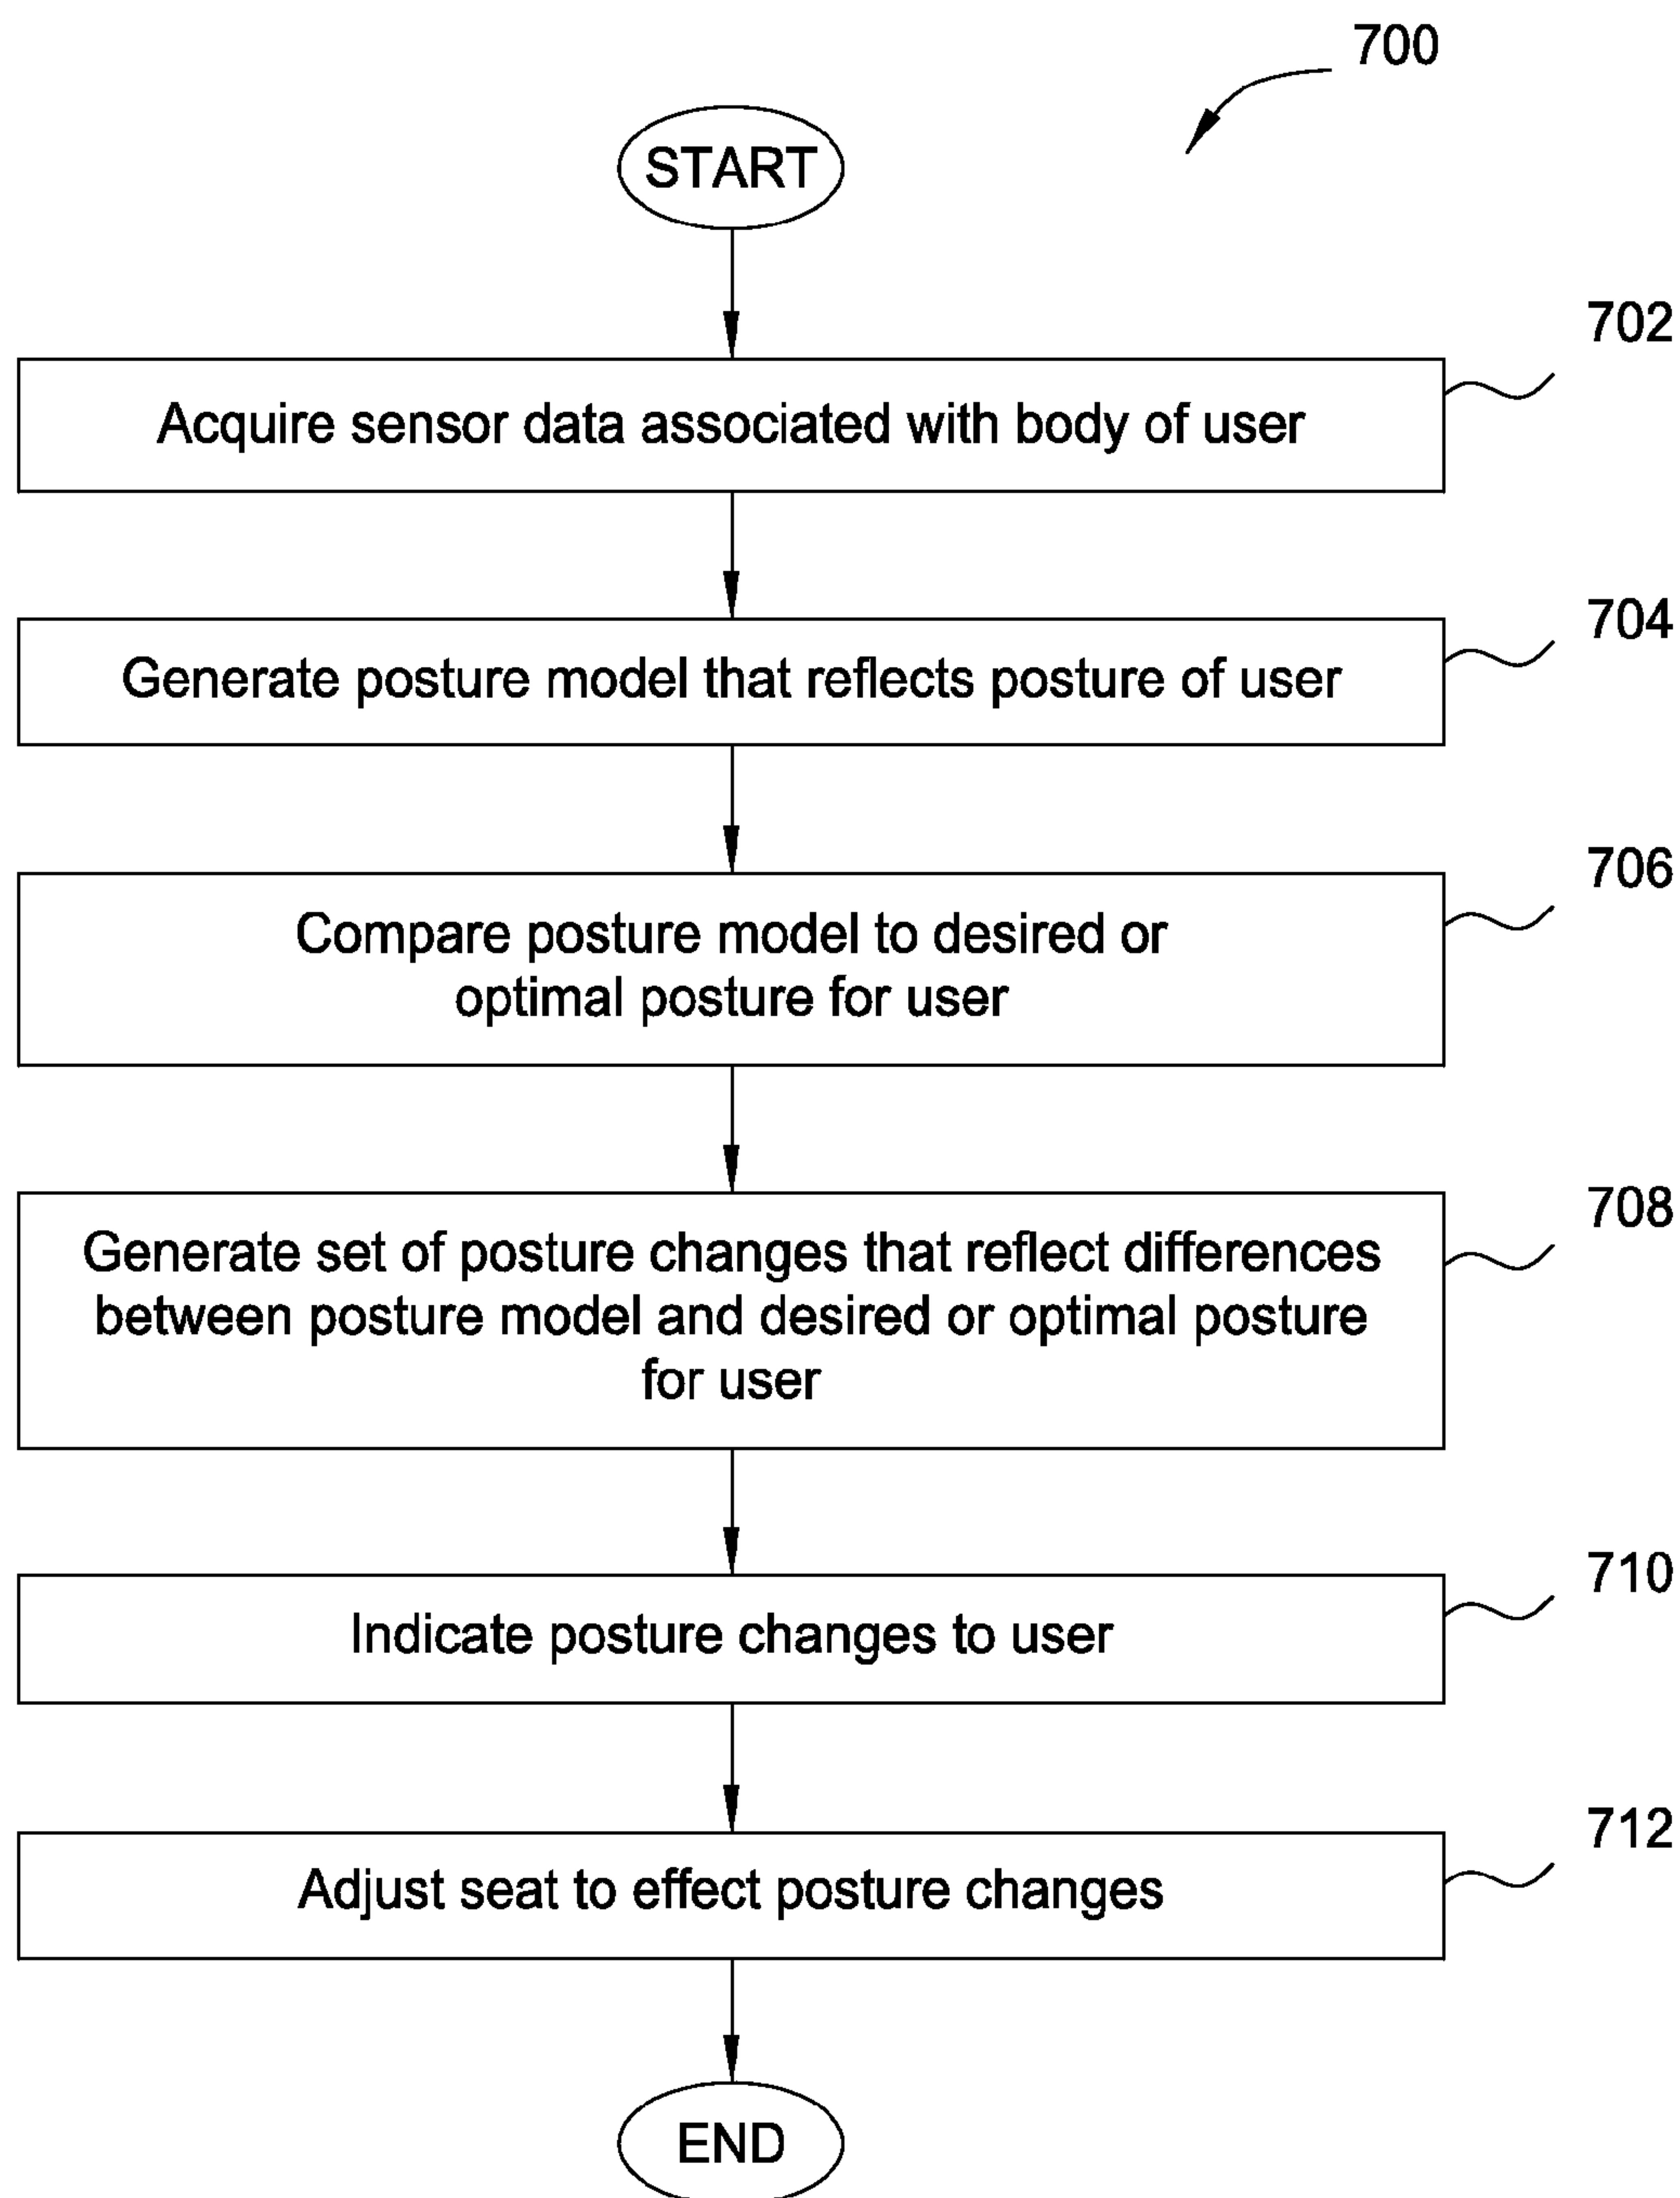 700
START
702
Acquire sensor data associated with body of user
704
Generate posture model that reflects posture of user
706
Compare posture model to desired or
optimal posture for user
708
Generate set of posture changes that reflect differences
between posture model and desired or optimal posture
for user
710
Indicate posture changes to user
712
Adjust seat to effect posture changes
END